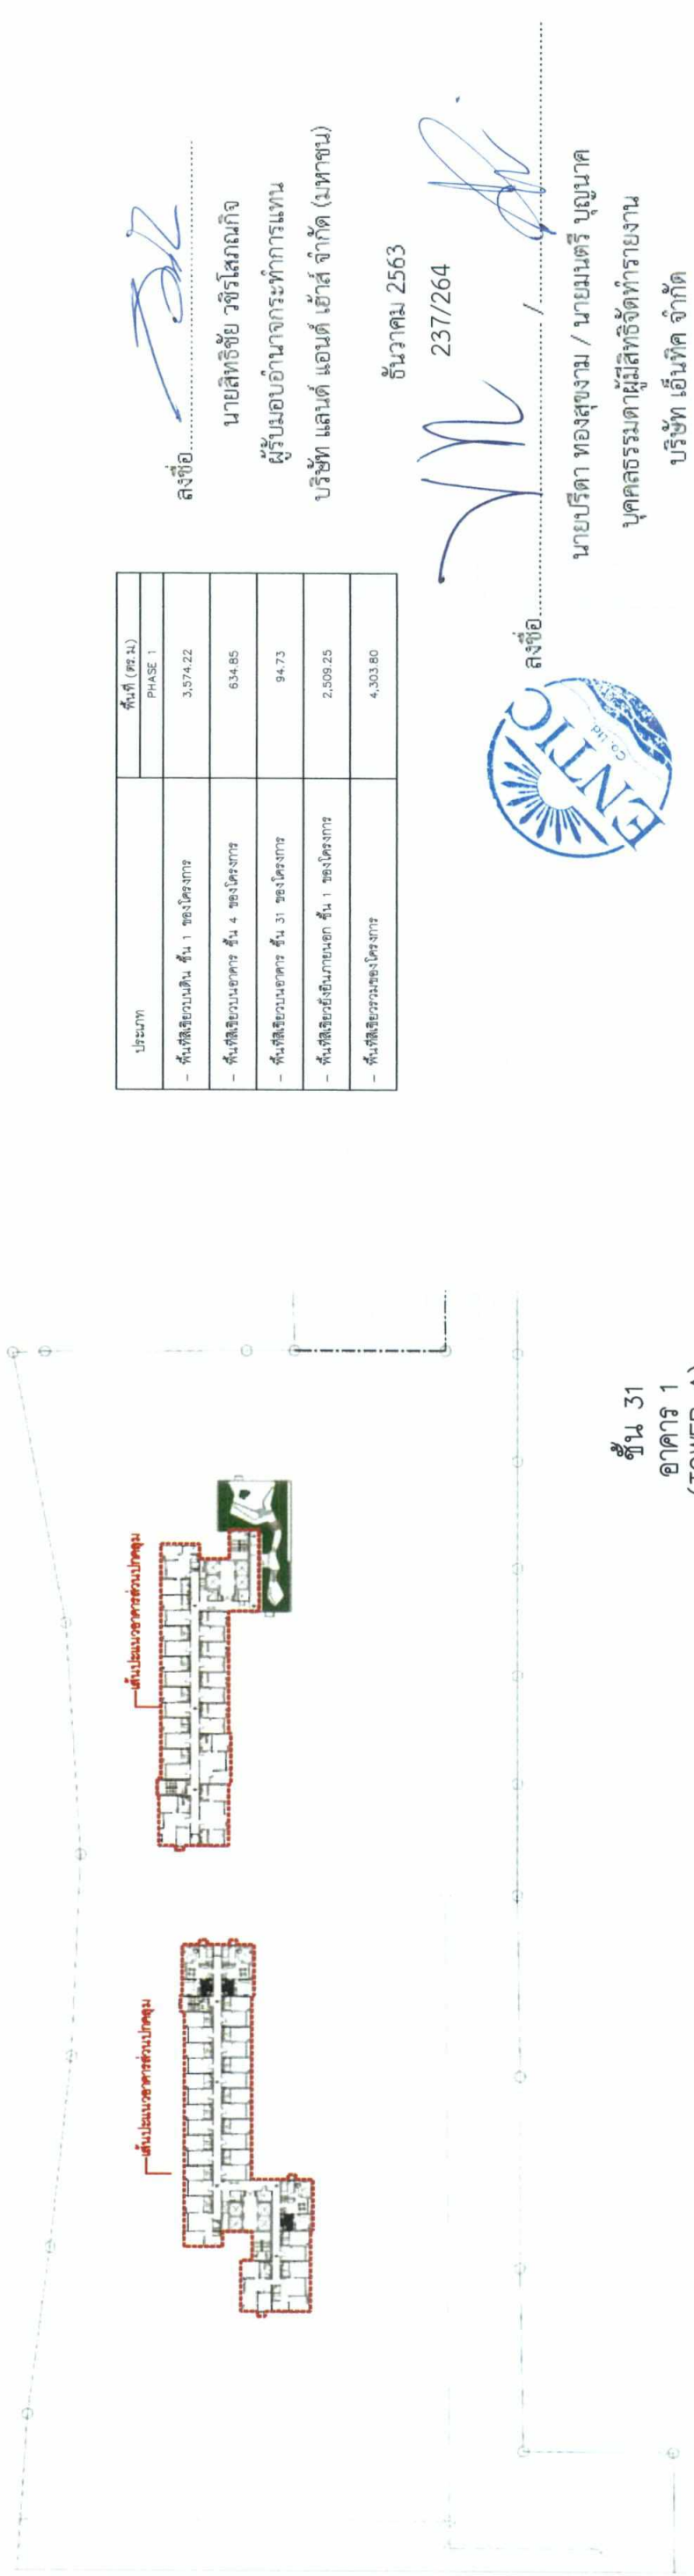 ประเภท
พื้นที่ (ตร.ม.)
PHASE 1
- พื้นที่สีเขียวบนดิน ชั้น 1 ของโครงการ
3,574.22
- พื้นที่สีเขียวบนอาคาร ชั้น 4 ของโครงการ
634.85
- พื้นที่สีเขียวบนอาคาร ชั้น 31 ของโครงการ
94.73
- พื้นที่สีเขียวยั่งยืนภายนอก ชั้น 1 ของโครงการ
2,509.25
- พื้นที่สีเขียวรวมของโครงการ
4,303.80
ลงชื่อ
นายสิทธิชัย วชิรโสภณกิจ
ผู้รับมอบอำนาจกระทำการแทน
บริษัท แลนด์ แอนด์ เฮ้าส์ จำกัด (มหาชน)
ธันวาคม 2563
237/264
ลงชื่อ /
นายปรีดา ทองสุขงาม / นายมนตรี บุญนาค
บุคคลธรรมดาผู้มีสิทธิจัดทำรายงาน
บริษัท เอ็นทิค จำกัด
ENTIC
Co.,Ltd.
เส้นประแนวอาคารส่วนปกคลุม
เส้นประแนวอาคารส่วนปกคลุม
ชั้น 31
อาคาร 1
(TOWER A)